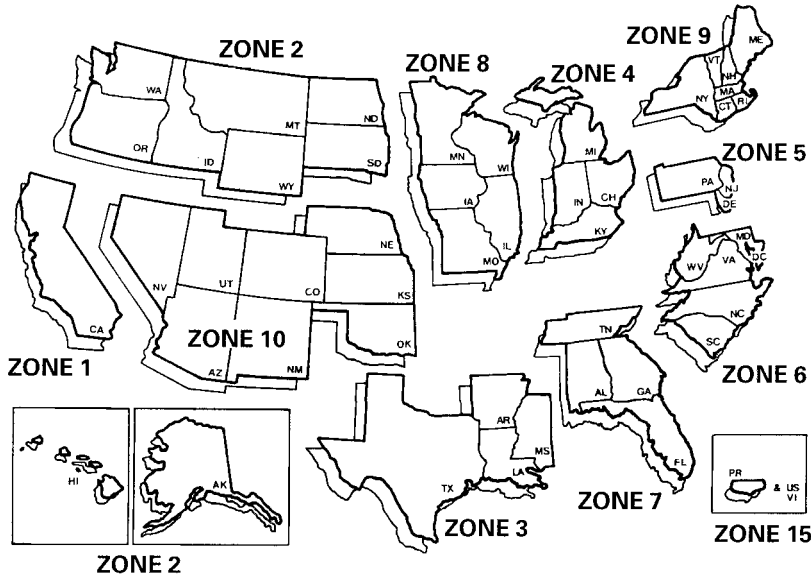 ZONE 2
WA
MT
ND
OR
ID
WY
SD
ZONE 8
MN
WI
IA
MO
IL
ZONE 4
MI
IN
CH
KY
ZONE 9
ME
VT
NH
NY
MA
CT
RI
ZONE 5
PA
NJ
DE
MD
DC
WV
VA
NC
SC
ZONE 6
CA
ZONE 1
NV
UT
CO
NE
KS
OK
ZONE 10
AZ
NM
TX
AR
LA
MS
ZONE 3
TN
AL
GA
FL
ZONE 7
HI
AK
ZONE 2
PR
& US
VI
ZONE 15